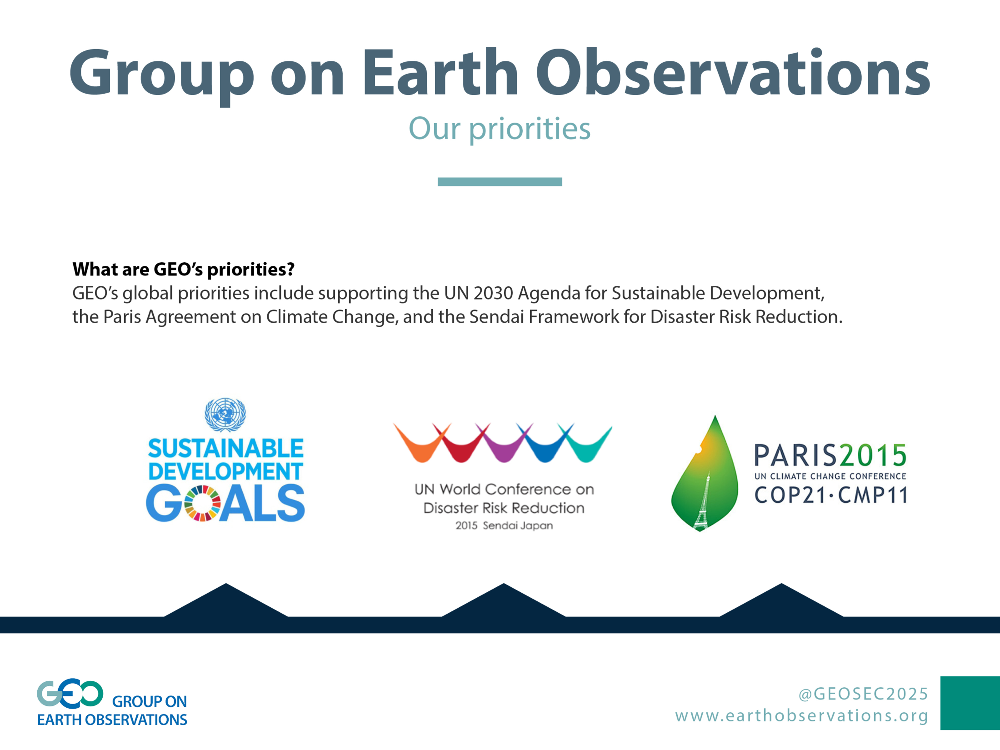 Group on Earth Observations
Our priorities
What are GEO’s priorities?
GEO’s global priorities include supporting the UN 2030 Agenda for Sustainable Development,
the Paris Agreement on Climate Change, and the Sendai Framework for Disaster Risk Reduction.
SUSTAINABLE
DEVELOPMENT
GOALS
UN World Conference on
Disaster Risk Reduction
2015 Sendai Japan
PARIS2015
UN CLIMATE CHANGE CONFERENCE
COP21·CMP11
GEO GROUP ON
EARTH OBSERVATIONS
@GEOSEC2025
www.earthobservations.org